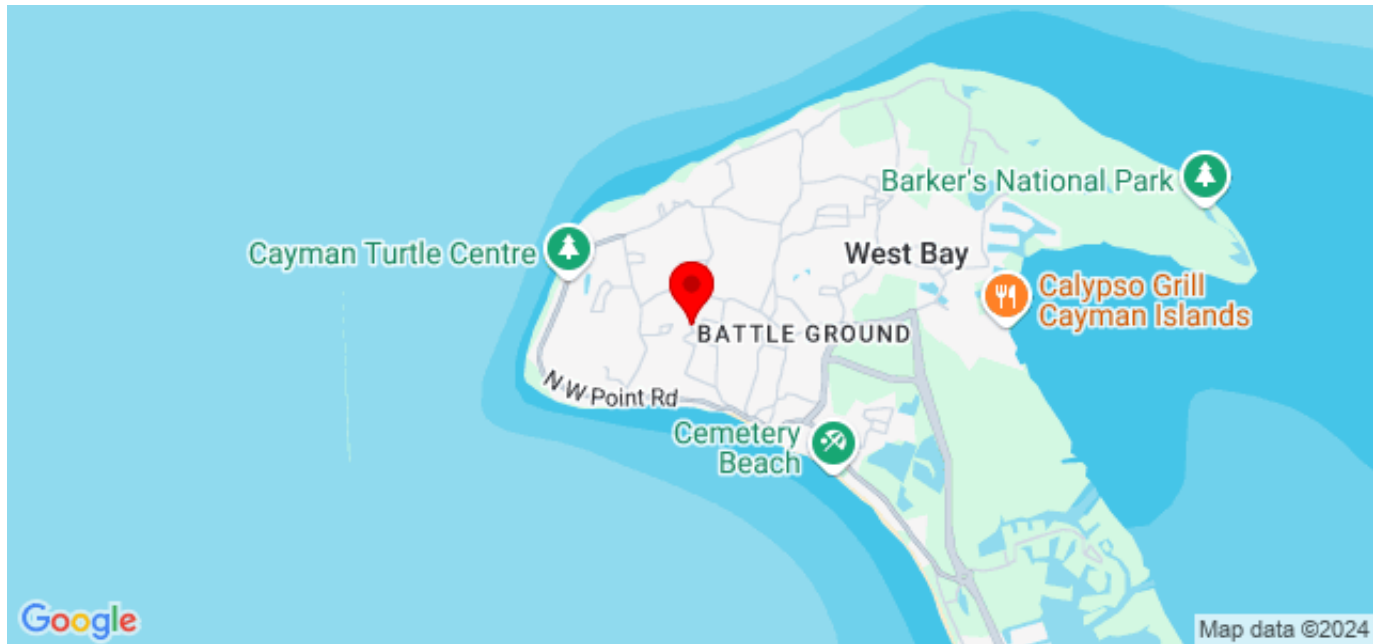 Barker's National Park
Cayman Turtle Centre
West Bay
Calypso Grill
Cayman Islands
BATTLE GROUND
N W Point Rd
Cemetery
Beach
Google
Map data ©2024